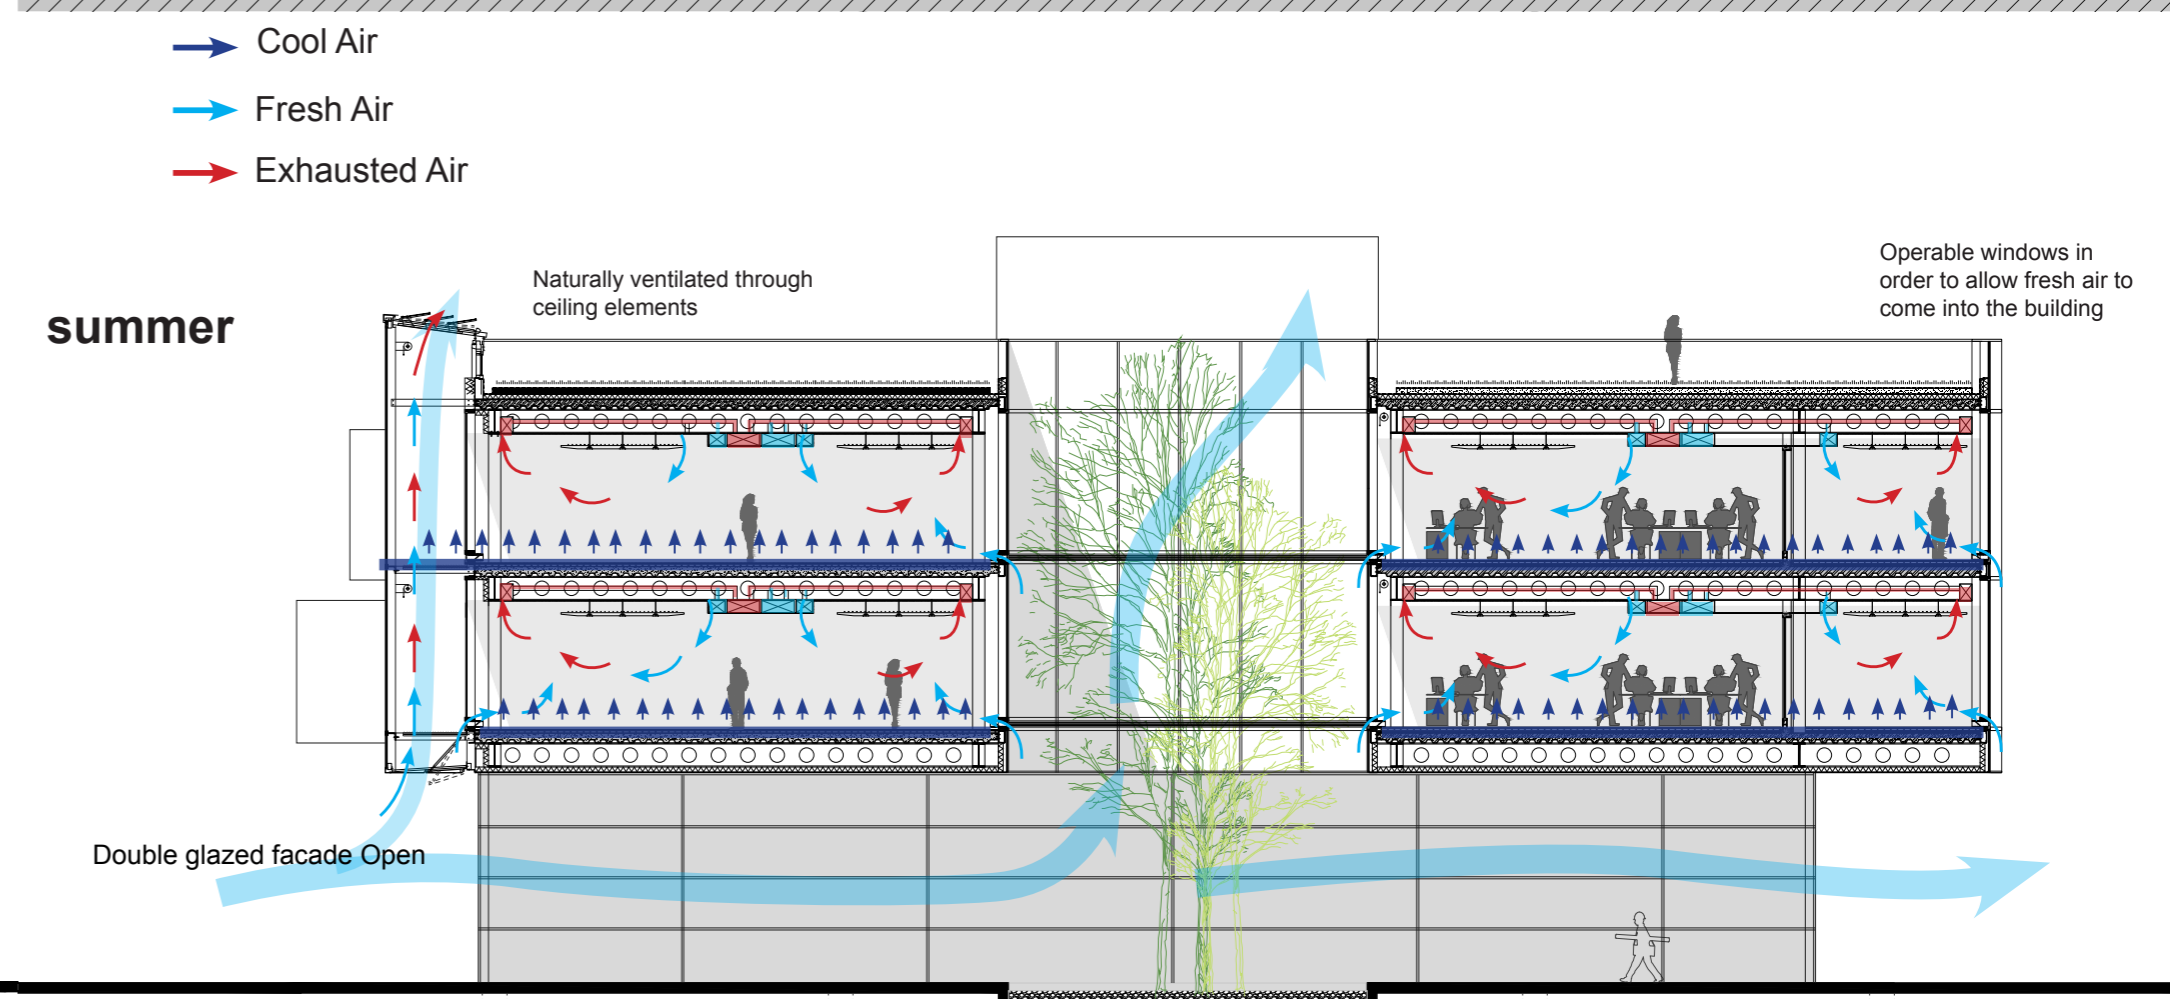 Cool Air
Fresh Air
Exhausted Air
summer
Naturally ventilated through
ceiling elements
Operable windows in
order to allow fresh air to
come into the building
Double glazed facade Open